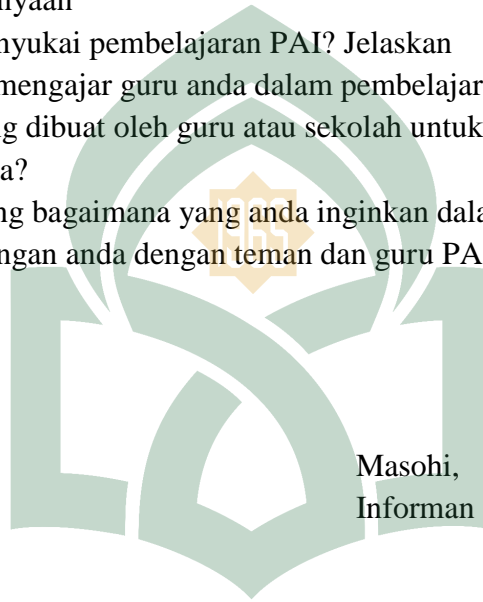 nyaan
nyukai pembelajaran PAI? Jelaskan
mengajar guru anda dalam pembelajar
g dibuat oleh guru atau sekolah untuk
a?
ng bagaimana yang anda inginkan dala
ngan anda dengan teman dan guru PA
1965
Masohi,
Informan